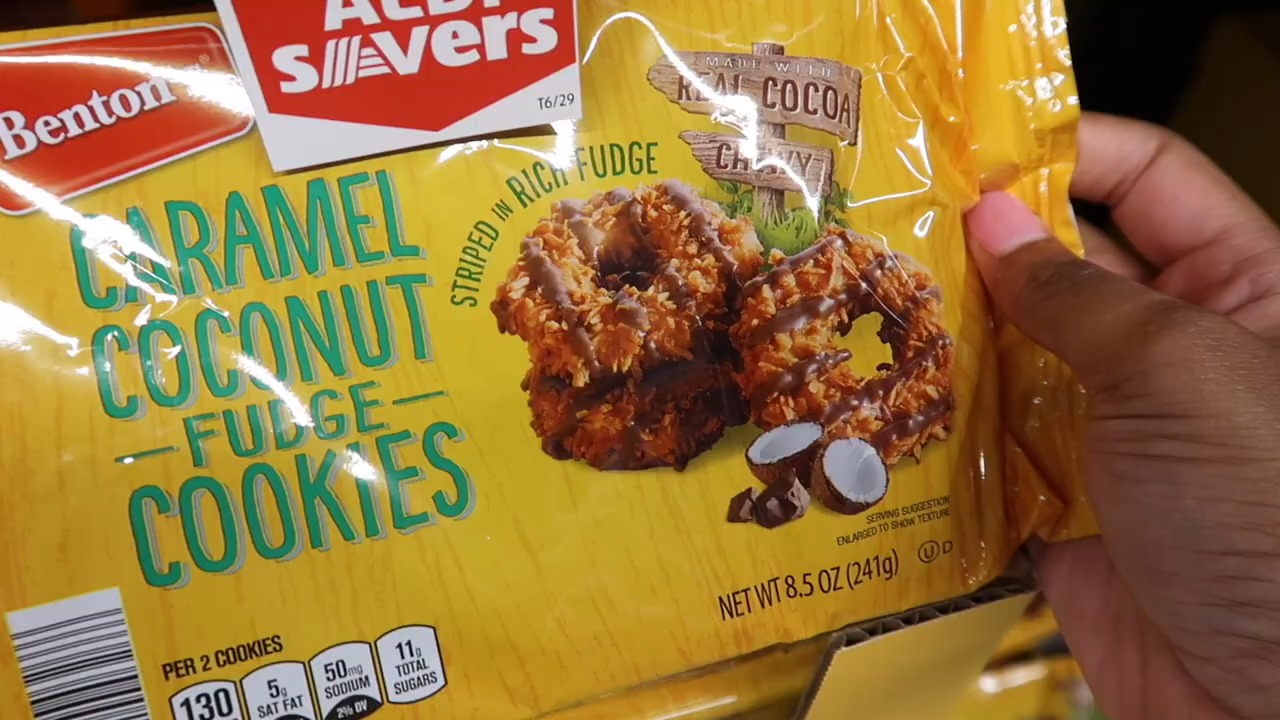 Benton's
ALDI
SAVers
T6/29
MADE WITH
REAL COCOA
CHEWY
STRIPED IN RICH FUDGE
CARAMEL
COCONUT
FUDGE
COOKIES
SERVING SUGGESTION
ENLARGED TO SHOW TEXTURE
NET WT 8.5 OZ (241g)
U D
PER 2 COOKIES
130
5g
SAT FAT
50mg
SODIUM
2% DV
11g
TOTAL
SUGARS